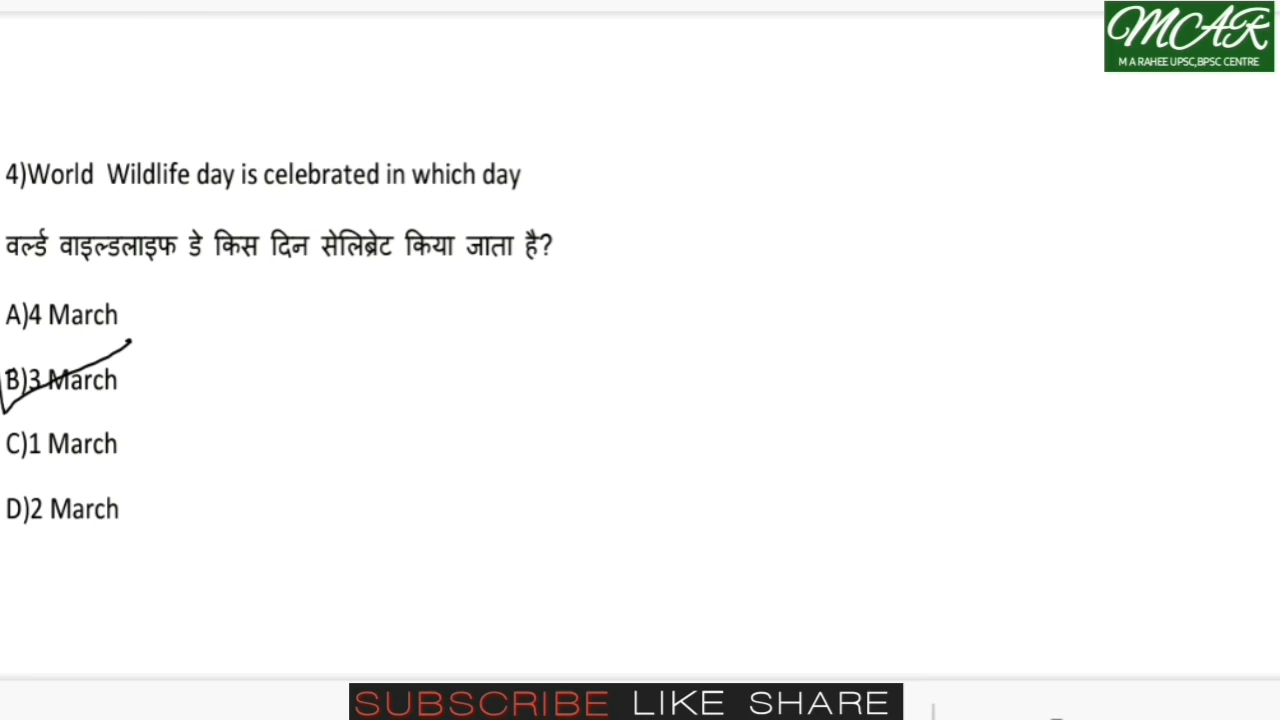 MCAR
M A RAHEE UPSC,BPSC CENTRE
4)World Wildlife day is celebrated in which day
वर्ल्ड वाइल्डलाइफ डे किस दिन सेलिब्रेट किया जाता है?
A)4 March
B)3 March
C)1 March
D)2 March
SUBSCRIBE LIKE SHARE